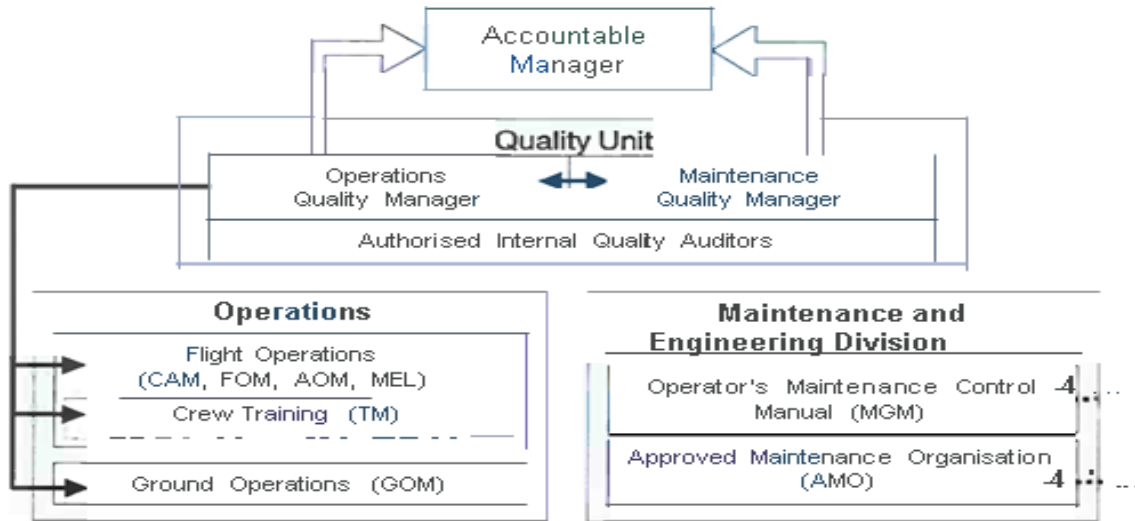 Accountable
Manager
Quality Unit
Operations
Quality Manager
Maintenance
Quality Manager
Authorised Internal Quality Auditors
Operations
Flight Operations
(CAM, FOM, AOM, MEL)
Crew Training (TM)
Ground Operations (GOM)
Maintenance and
Engineering Division
Operator's Maintenance Control -4
Manual (MGM)
Approved Maintenance Organisation
(AMO) -4